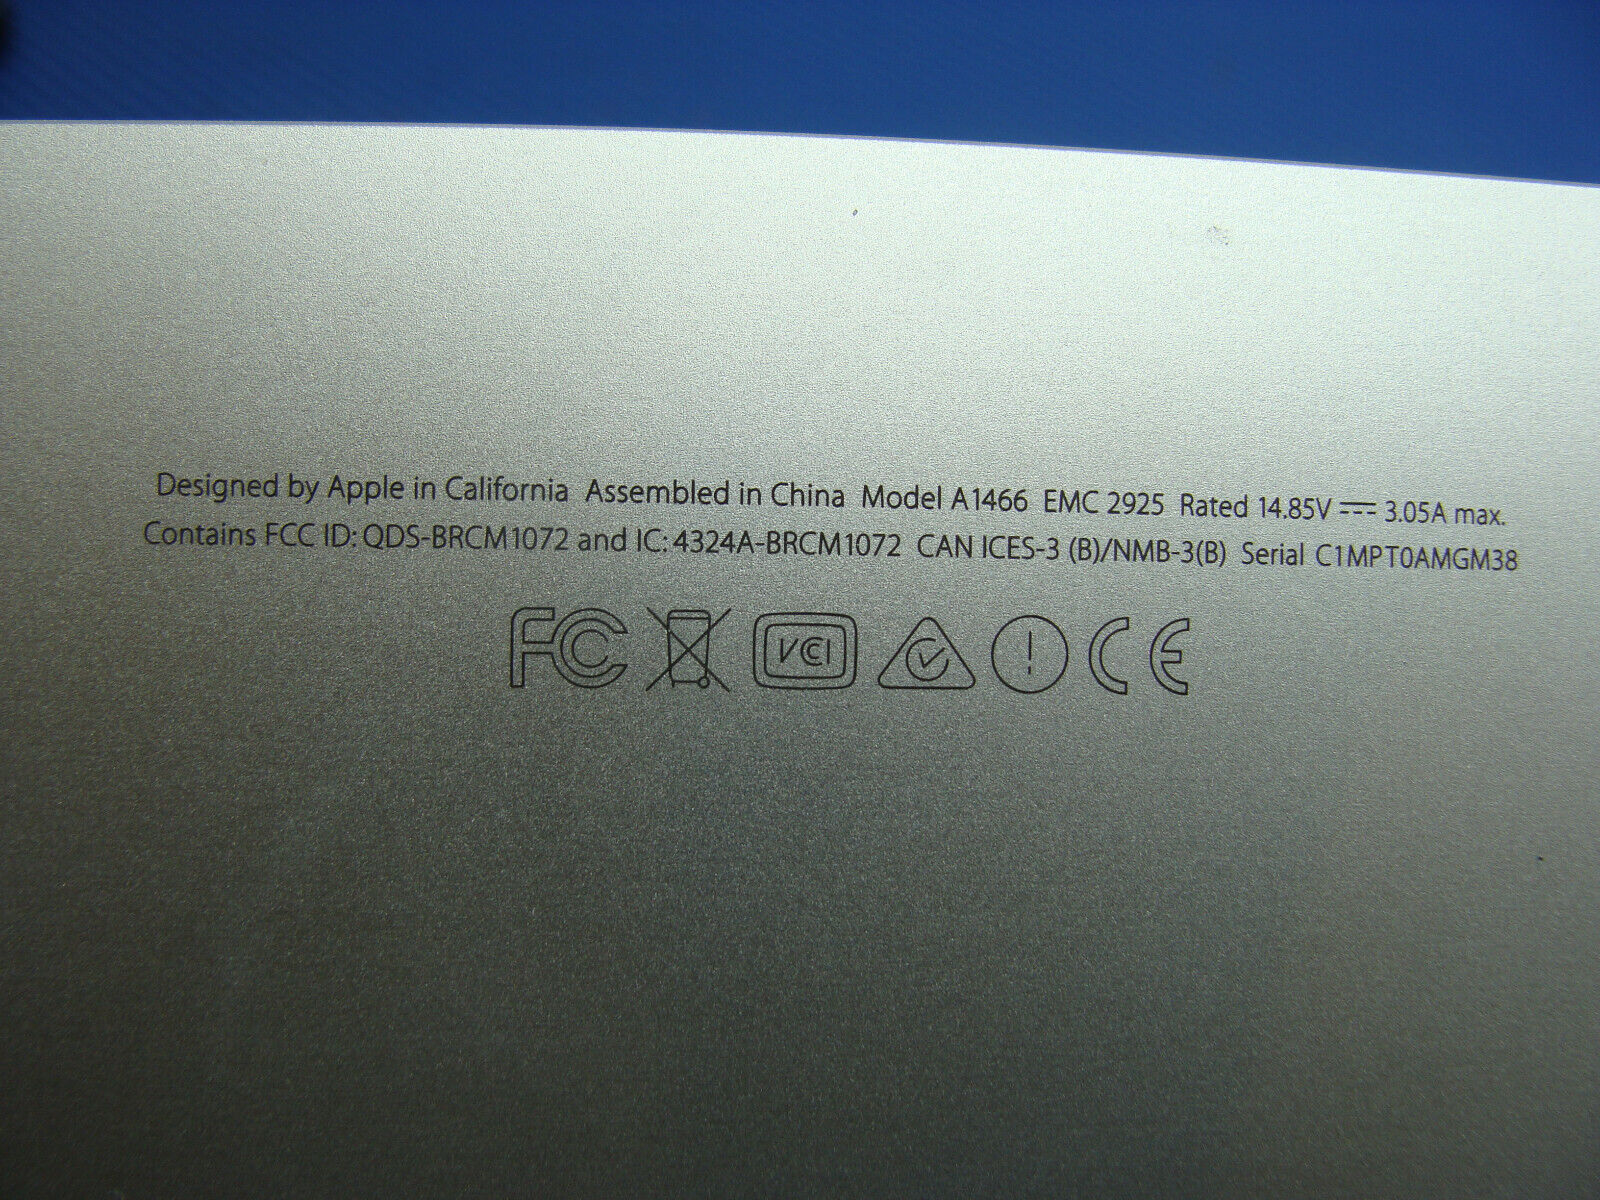 Designed by Apple in California Assembled in China Model A1466 EMC 2925 Rated 14.85V ⎓ 3.05A max.
Contains FCC ID: QDS-BRCM1072 and IC: 4324A-BRCM1072 CAN ICES-3 (B)/NMB-3(B) Serial C1MPT0AMGM38
FC VCI ! CE